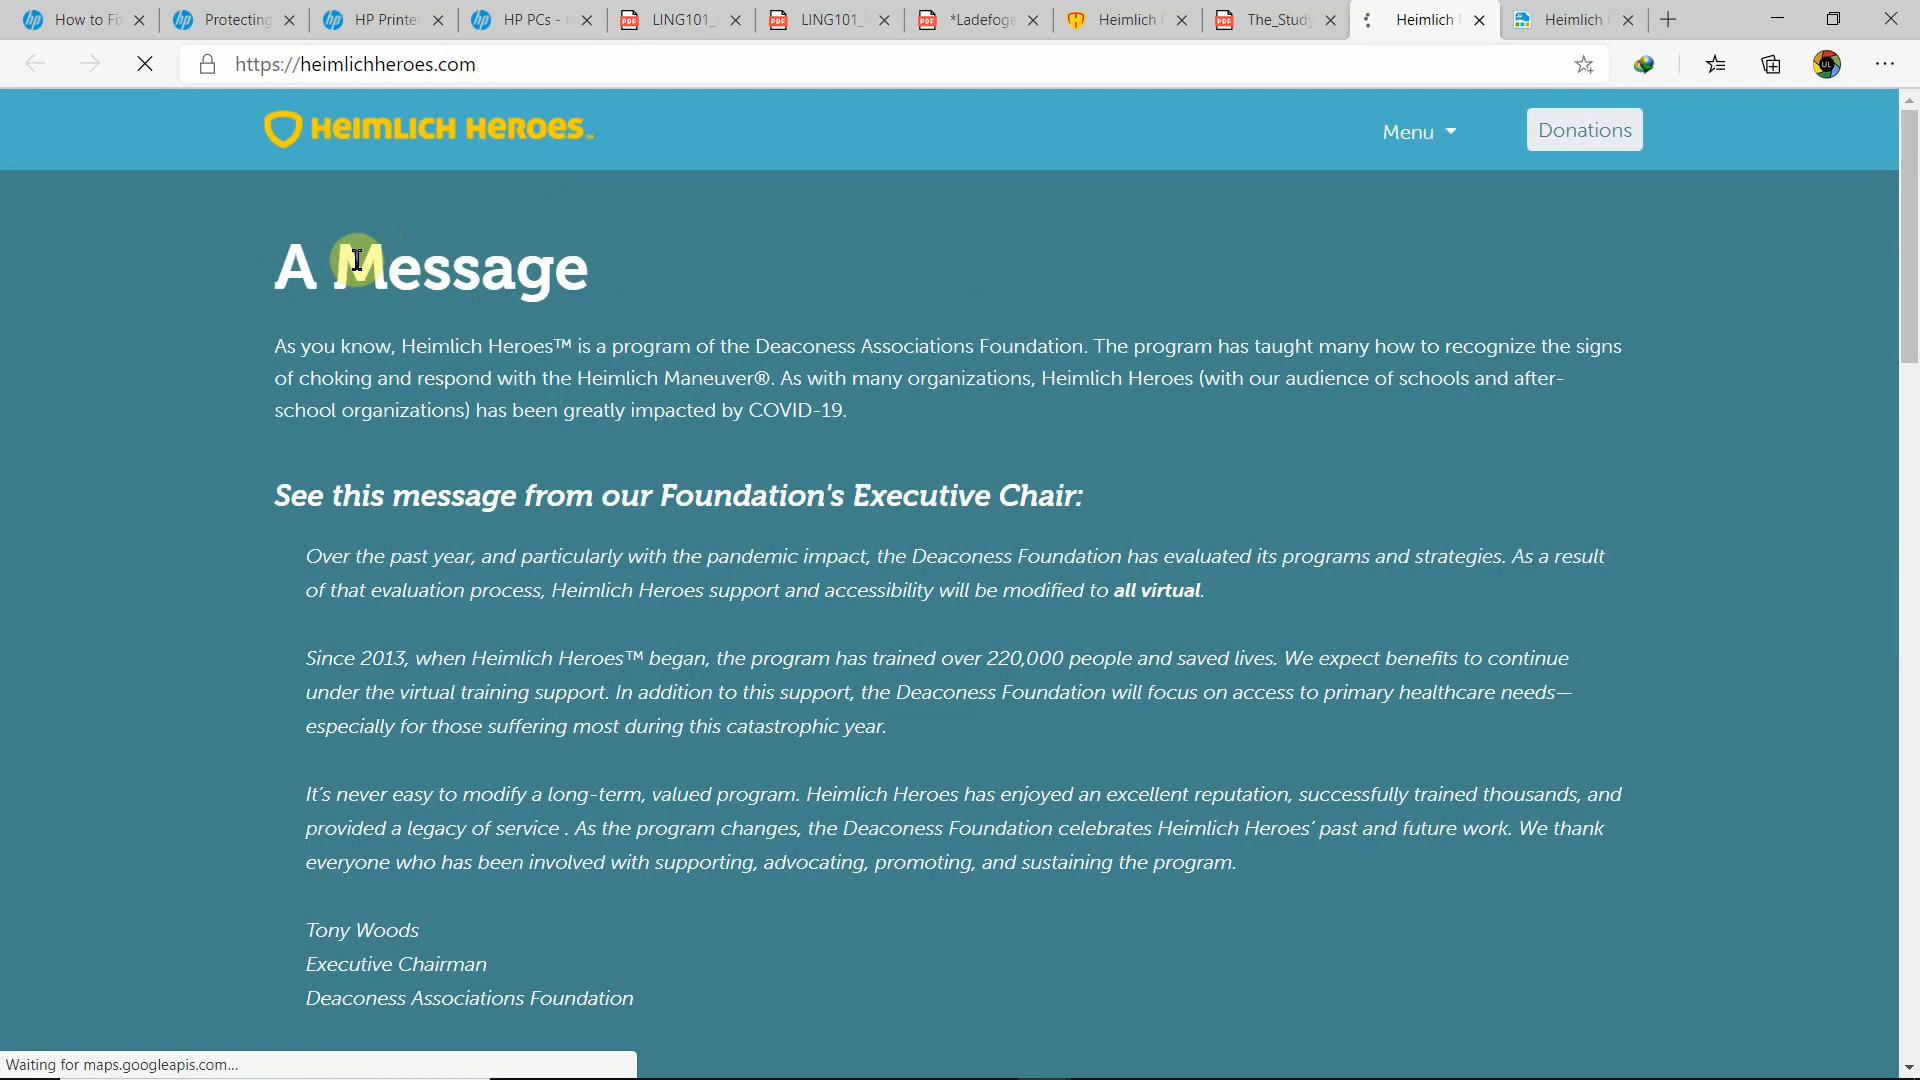 How to Fi
Protecting
HP Printe
HP PCs -
LING101_
LING101_
*Ladefoge
Heimlich
The_Study
Heimlich
Heimlich
https://heimlichheroes.com
UL
HEIMLICH HEROES™
Menu
Donations
A Message
As you know, Heimlich Heroes™ is a program of the Deaconess Associations Foundation. The program has taught many how to recognize the signs
of choking and respond with the Heimlich Maneuver®. As with many organizations, Heimlich Heroes (with our audience of schools and after-
school organizations) has been greatly impacted by COVID-19.
See this message from our Foundation's Executive Chair:
Over the past year, and particularly with the pandemic impact, the Deaconess Foundation has evaluated its programs and strategies. As a result
of that evaluation process, Heimlich Heroes support and accessibility will be modified to all virtual.
Since 2013, when Heimlich Heroes™ began, the program has trained over 220,000 people and saved lives. We expect benefits to continue
under the virtual training support. In addition to this support, the Deaconess Foundation will focus on access to primary healthcare needs—
especially for those suffering most during this catastrophic year.
It's never easy to modify a long-term, valued program. Heimlich Heroes has enjoyed an excellent reputation, successfully trained thousands, and
provided a legacy of service . As the program changes, the Deaconess Foundation celebrates Heimlich Heroes' past and future work. We thank
everyone who has been involved with supporting, advocating, promoting, and sustaining the program.
Tony Woods
Executive Chairman
Deaconess Associations Foundation
Waiting for maps.googleapis.com...